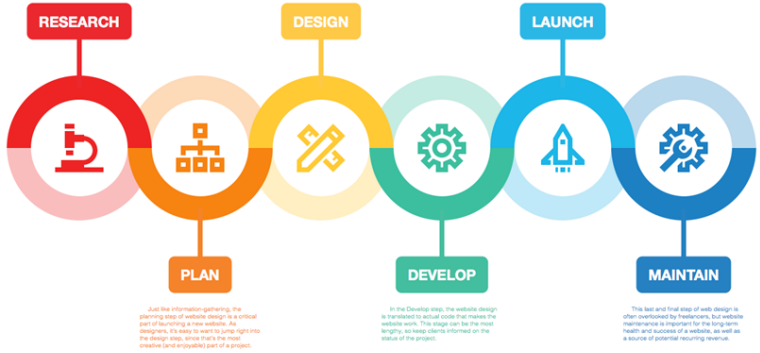 RESEARCH
DESIGN
LAUNCH
PLAN
DEVELOP
MAINTAIN
Just like information-gathering, the
planning step of website design is a critical
part of launching a new website. As
designers, it's easy to want to jump right into
the design step, since that's the most
creative (and enjoyable) part of a project.
In the Develop step, the website design
is translated to actual code that makes the
website work. This stage can be the most
lengthy, so keep clients informed on the
status of the project.
This last and final step of web design is
often overlooked by freelancers, but website
maintenance is important for the long-term
health and success of a website, as well as
a source of potential recurring revenue.